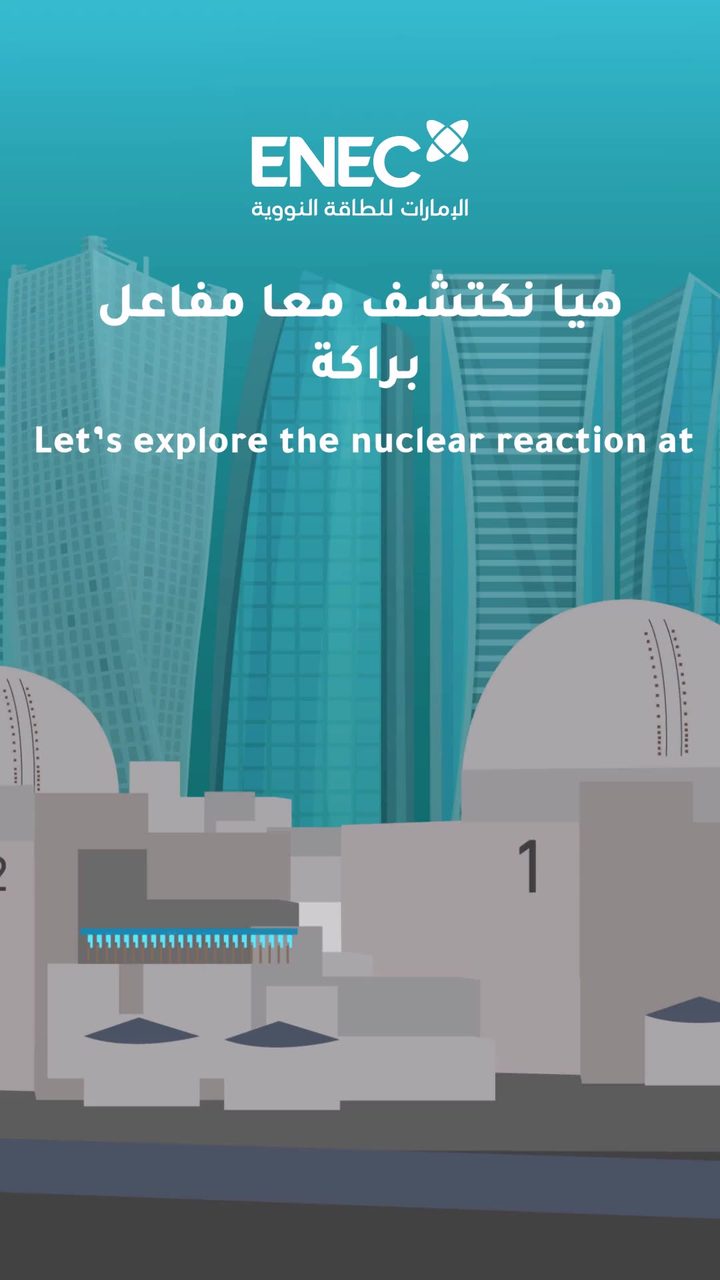 ENEC
الإمارات للطاقة النووية
هيا نكتشف معا مفاعل
براكة
Let's explore the nuclear reaction at
2
1